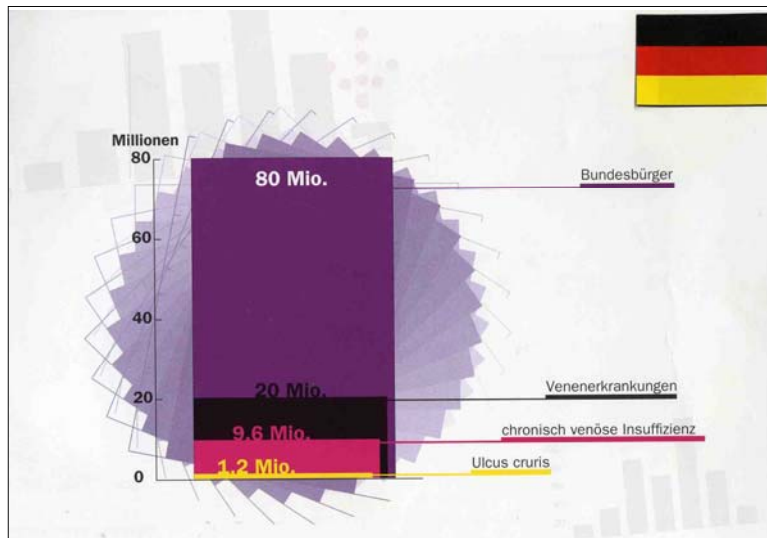 Millionen
80
80 Mio.
Bundesbürger
60
40
20 Mio.
Venenerkrankungen
20
9.6 Mio.
chronisch venöse Insuffizienz
1.2 Mio.
Ulcus cruris
0